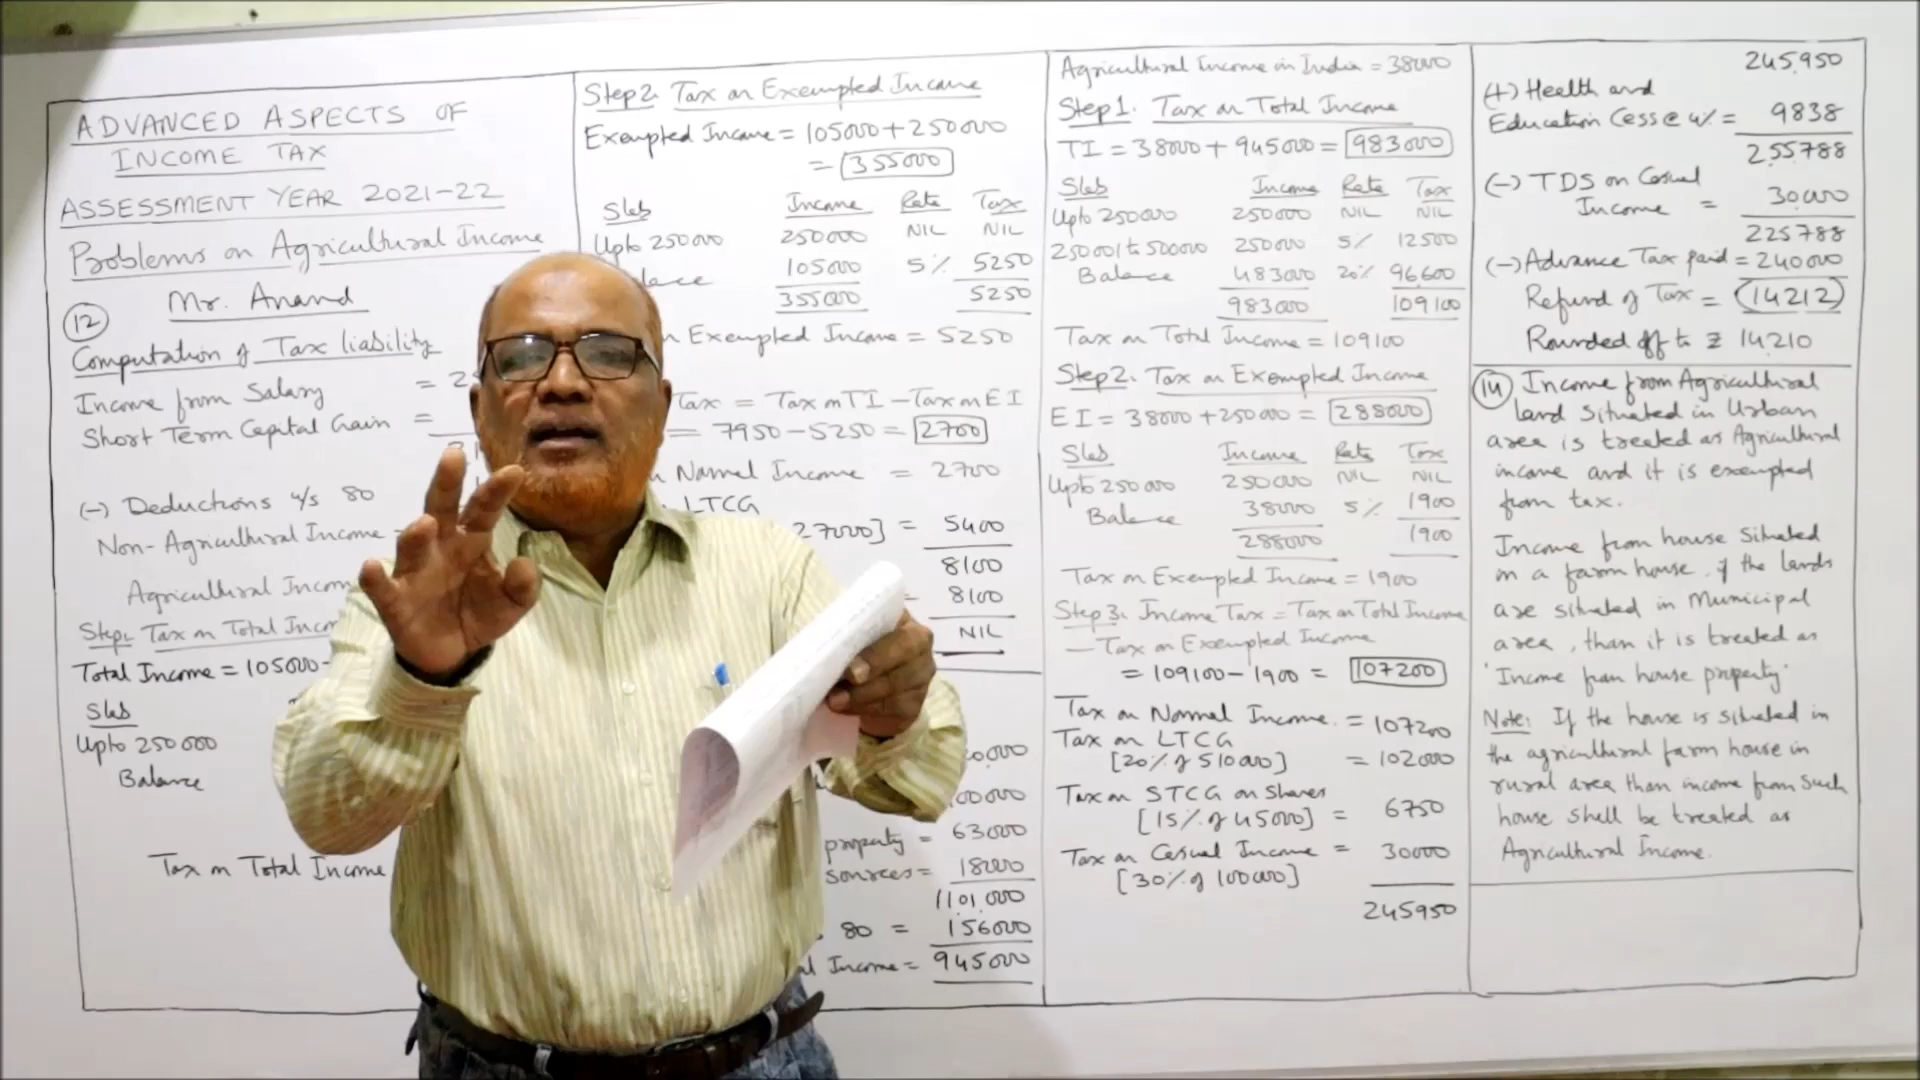 ADVANCED ASPECTS OF
INCOME TAX
ASSESSMENT YEAR 2021-22
Problems on Agricultural Income
12 Mr. Anand
Computation of Tax liability
Income from Salary = 2
Short Term Capital Gain =
(-) Deductions u/s 80
Non-Agricultural Income
Agricultural Incom
Step1. Tax on Total Incom
Total Income = 105000
Slab
Upto 250000
Balance
Tax on Total Income
Step2. Tax on Exempted Income
Exempted Income = 105000 + 250000
= 355000
Slab Income Rate Tax
Upto 250000 250000 NIL NIL
105000 5% 5250
355000 5250
n Exempted Income = 5250
Tax = Tax on TI - Tax on EI
= 7950 - 5250 = 2700
n Normal Income = 2700
LTCG
27000] = 5400
8100
= 8100
NIL
00000
property = 63000
sources = 18000
1101000
80 = 156000
al Income = 945000
Agricultural Income in India = 38000
Step1. Tax on Total Income
TI = 38000 + 945000 = 983000
Slab Income Rate Tax
Upto 250000 250000 NIL NIL
250001 to 500000 250000 5% 12500
Balance 483000 20% 96600
983000 109100
Tax on Total Income = 109100
Step2. Tax on Exempted Income
EI = 38000 + 250000 = 288000
Slab Income Rate Tax
Upto 250000 250000 NIL NIL
Balance 38000 5% 1900
288000 1900
Tax on Exempted Income = 1900
Step3. Income Tax = Tax on Total Income
- Tax on Exempted Income
= 109100 - 1900 = 107200
Tax on Normal Income = 107200
Tax on LTCG
[20% of 510000] = 102000
Tax on STCG on Shares
[15% of 45000] = 6750
Tax on Casual Income = 30000
[30% of 100000]
245950
245950
(+) Health and
Education Cess @ 4% = 9838
255788
(-) TDS on Casual
Income = 30000
225788
(-) Advance Tax paid = 240000
Refund of Tax = (14212)
Rounded off to ₹ 14210
14 Income from Agricultural
land situated in Urban
area is treated as Agricultural
income and it is exempted
from tax.
Income from house situated
in a farm house, if the lands
are situated in Municipal
area, than it is treated as
'Income from house property'
Note: If the house is situated in
the agricultural farm house in
rural area than income from such
house shall be treated as
Agricultural Income.